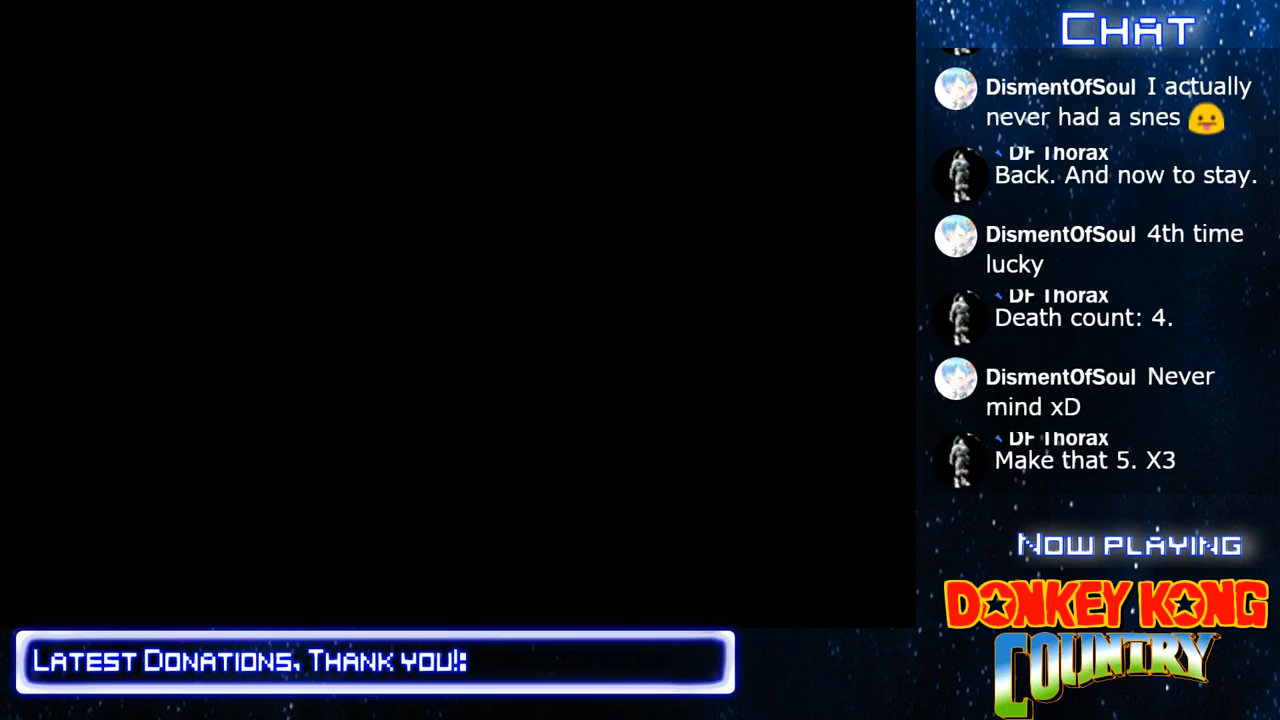 CHAT
DismentOfSoul I actually
never had a snes
DF Thorax
Back. And now to stay.
DismentOfSoul 4th time
lucky
DF Thorax
Death count: 4.
DismentOfSoul Never
mind xD
DF Thorax
Make that 5. X3
NOW PLAYING
DONKEY KONG
COUNTRY
LATEST DONATIONS, THANK YOU!: